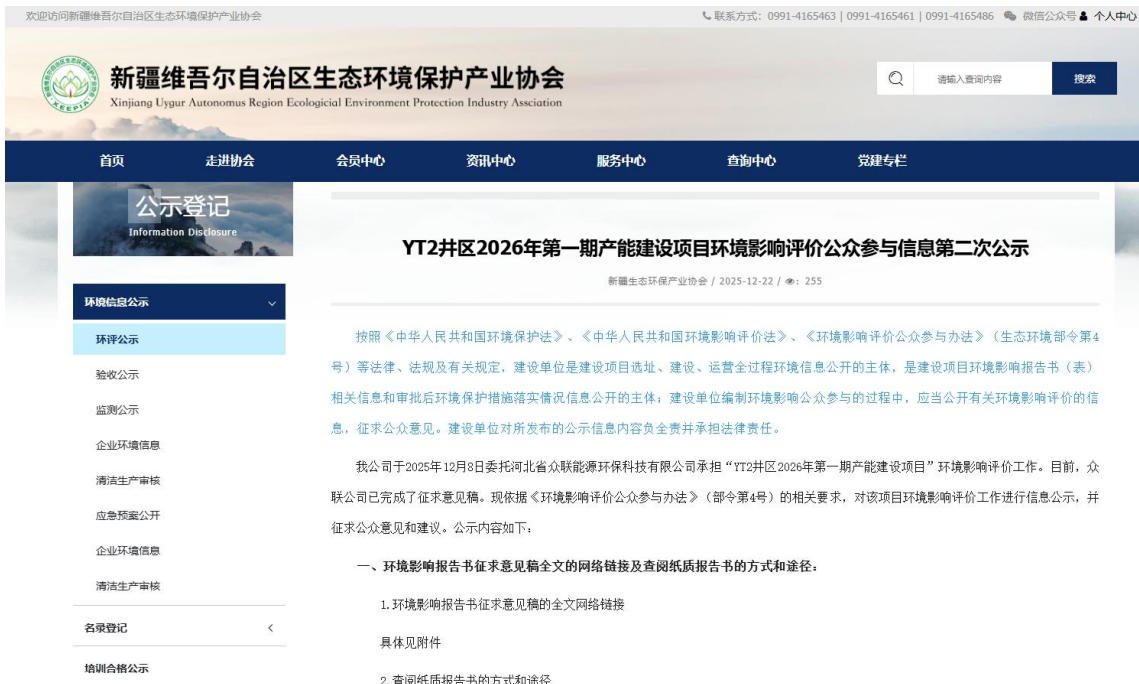 欢迎访问新疆维吾尔自治区生态环境保护产业协会
联系方式：0991-4165463 | 0991-4165461 | 0991-4165486 微信公众号 个人中心
新疆维吾尔自治区生态环境保护产业协会
Xinjiang Uygur Autonomus Region Ecologicial Environment Protection Industry Assciation
XEEPIA
请输入查询内容 搜索
首页 走进协会 会员中心 资讯中心 服务中心 查询中心 党建专栏
公示登记
Information Disclosure
环境信息公示
环评公示
验收公示
监测公示
企业环境信息
清洁生产审核
应急预案公开
企业环境信息
清洁生产审核
名录登记
培训合格公示
YT2井区2026年第一期产能建设项目环境影响评价公众参与信息第二次公示
新疆生态环保产业协会 / 2025-12-22 / : 255
按照《中华人民共和国环境保护法》、《中华人民共和国环境影响评价法》、《环境影响评价公众参与办法》（生态环境部令第4
号）等法律、法规及有关规定，建设单位是建设项目选址、建设、运营全过程环境信息公开的主体，是建设项目环境影响报告书（表）
相关信息和审批后环境保护措施落实情况信息公开的主体；建设单位编制环境影响公众参与的过程中，应当公开有关环境影响评价的信
息，征求公众意见。建设单位对所发布的公示信息内容负全责并承担法律责任。
我公司于2025年12月8日委托河北省众联能源环保科技有限公司承担“YT2井区2026年第一期产能建设项目”环境影响评价工作。目前，众
联公司已完成了征求意见稿。现依据《环境影响评价公众参与办法》（部令第4号）的相关要求，对该项目环境影响评价工作进行信息公示，并
征求公众意见和建议。公示内容如下：
一、环境影响报告书征求意见稿全文的网络链接及查阅纸质报告书的方式和途径：
1.环境影响报告书征求意见稿的全文网络链接
具体见附件
2.查阅纸质报告书的方式和途径